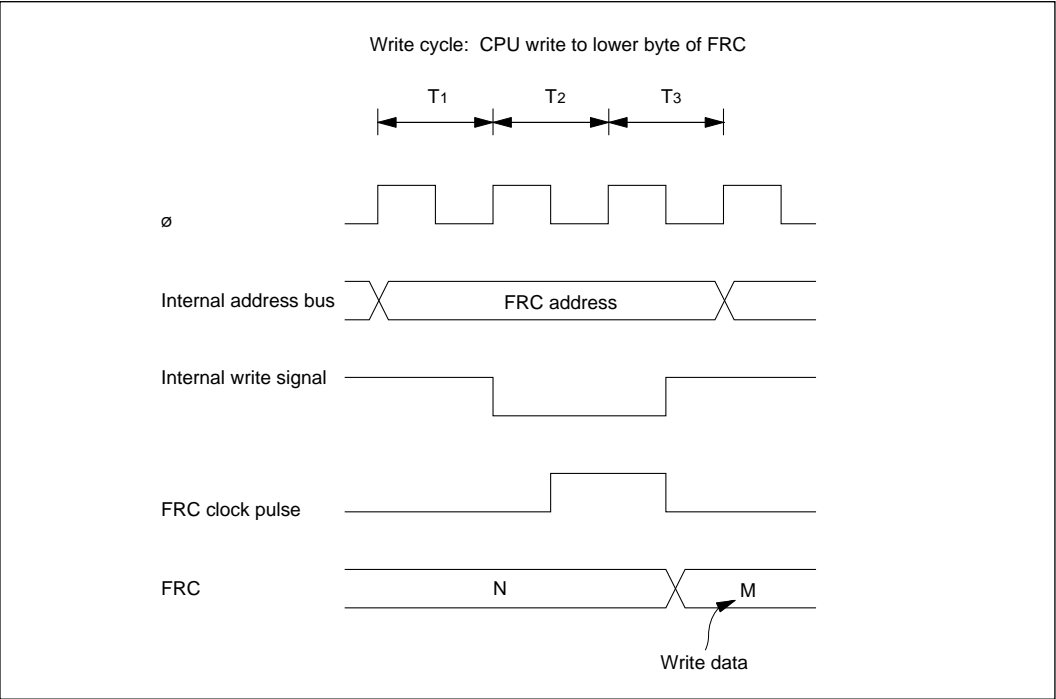 Write cycle: CPU write to lower byte of FRC
T1 T2 T3
ø
Internal address bus
FRC address
Internal write signal
FRC clock pulse
FRC
N
M
Write data